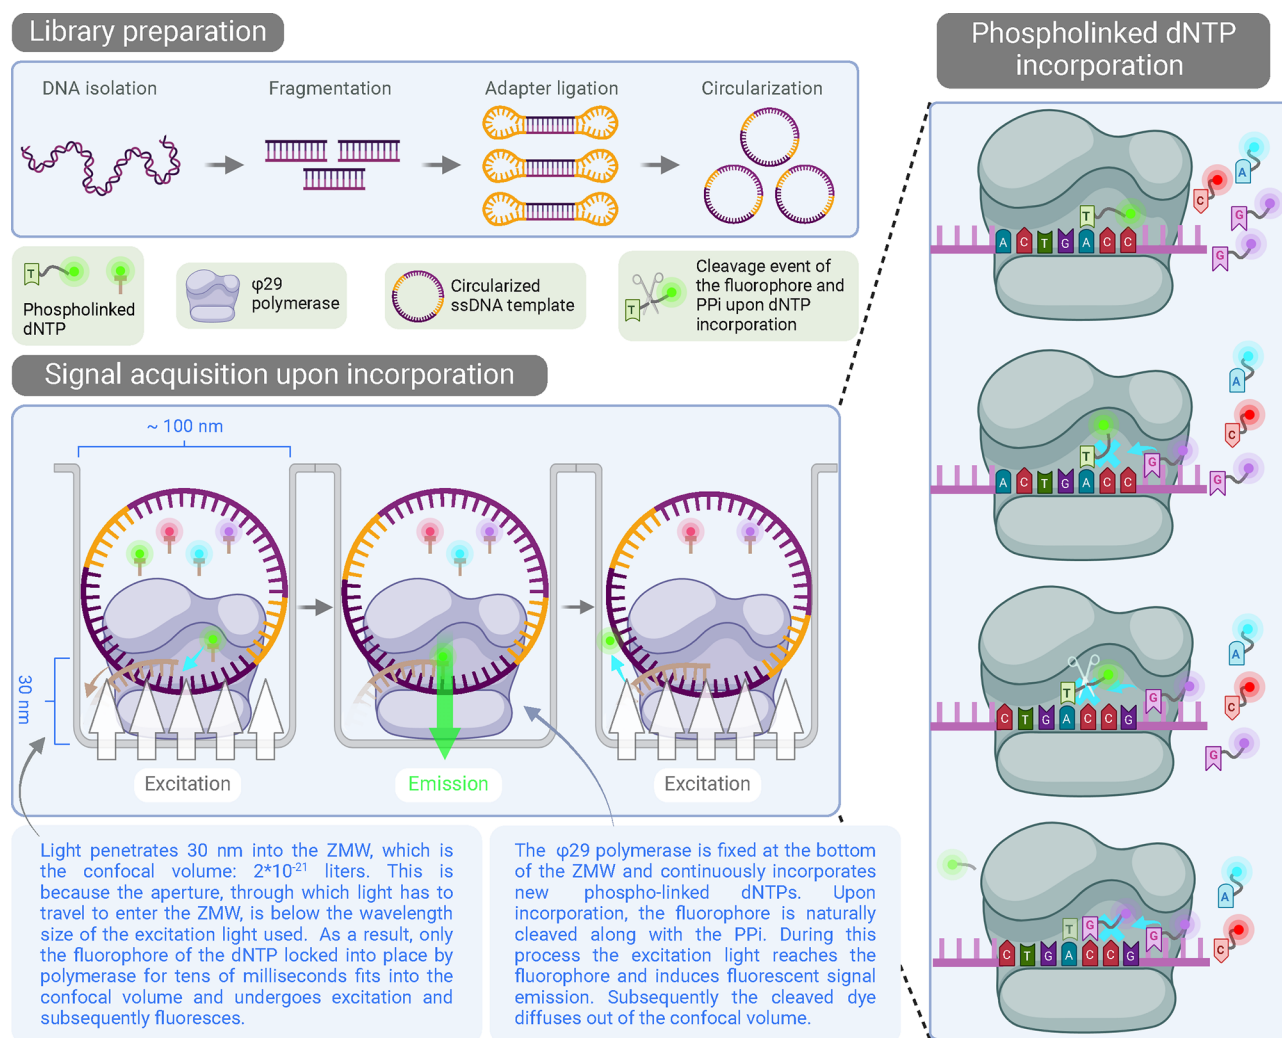 Library preparation
DNA isolation
Fragmentation
Adapter ligation
Circularization
T
Phospholinked
dNTP
φ29
polymerase
Circularized
ssDNA template
T
Cleavage event of
the fluorophore and
PPi upon dNTP
incorporation
Signal acquisition upon incorporation
~ 100 nm
30 nm
Excitation
Emission
Excitation
Light penetrates 30 nm into the ZMW, which is
the confocal volume: 2*10-21 liters. This is
because the aperture, through which light has to
travel to enter the ZMW, is below the wavelength
size of the excitation light used. As a result, only
the fluorophore of the dNTP locked into place by
polymerase for tens of milliseconds fits into the
confocal volume and undergoes excitation and
subsequently fluoresces.
The φ29 polymerase is fixed at the bottom
of the ZMW and continuously incorporates
new phospho-linked dNTPs. Upon
incorporation, the fluorophore is naturally
cleaved along with the PPi. During this
process the excitation light reaches the
fluorophore and induces fluorescent signal
emission. Subsequently the cleaved dye
diffuses out of the confocal volume.
Phospholinked dNTP
incorporation
A
C
T
G
G
A C T G A C C
A
C
T
G
G
A C T G A C C
A
T
G
C
C T G A C C G
G
A
T G
G
C
C T G A C C G